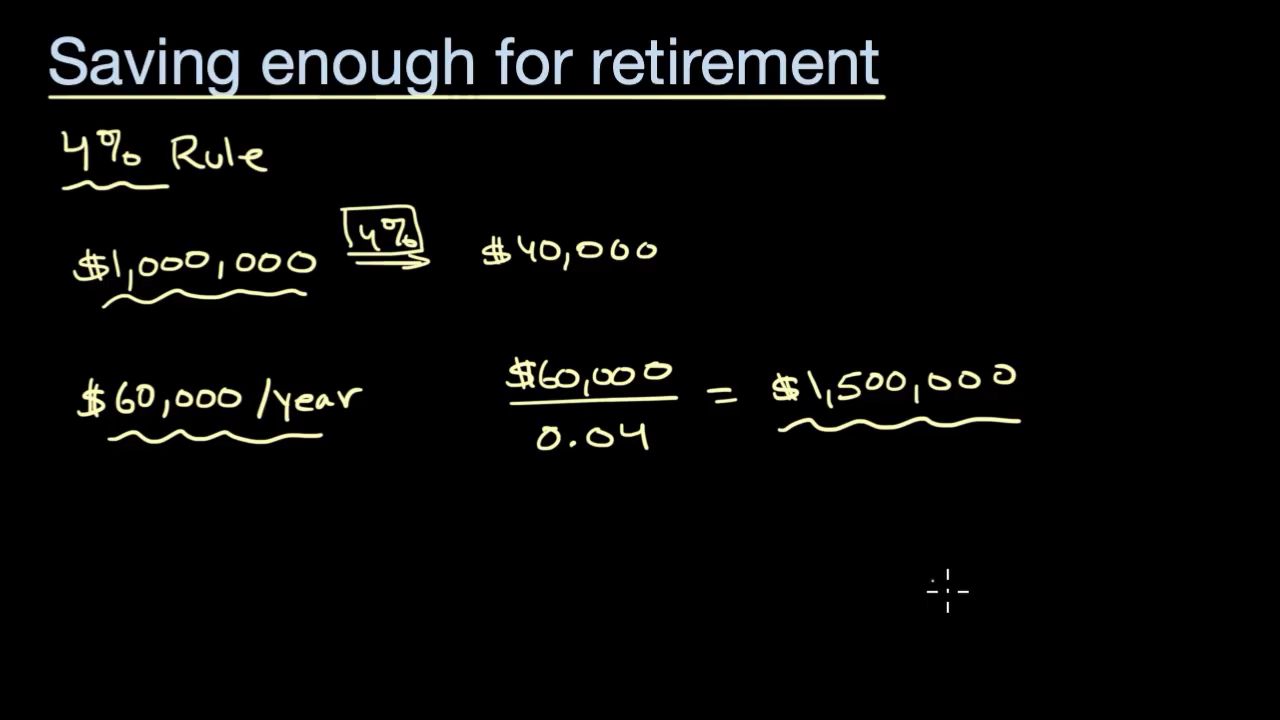 Saving enough for retirement
4% Rule
$1,000,000 4% $40,000
$60,000 /year $60,000 / 0.04 = $1,500,000